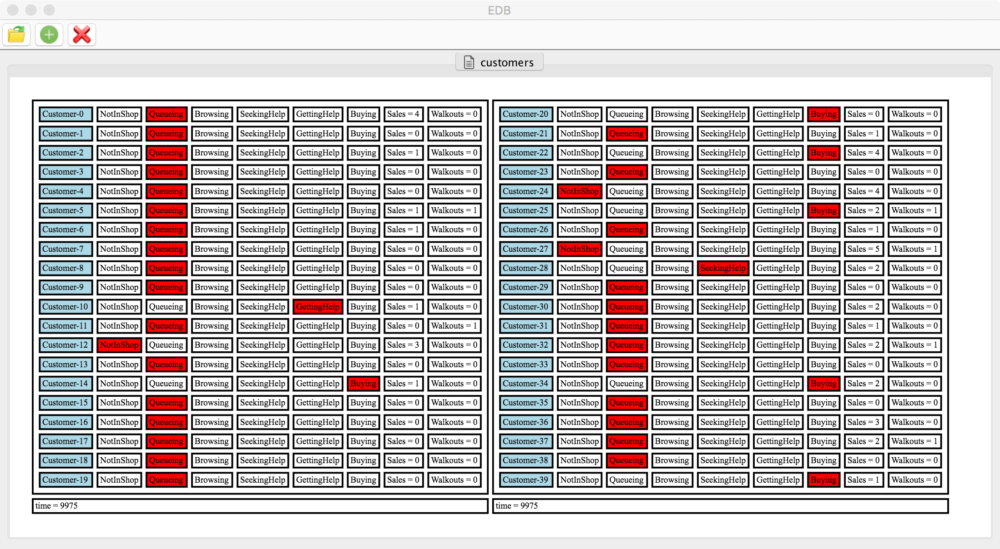 EDB
customers
Customer-0 NotInShop Queueing Browsing SeekingHelp GettingHelp Buying Sales = 4 Walkouts = 0
Customer-1 NotInShop Queueing Browsing SeekingHelp GettingHelp Buying Sales = 0 Walkouts = 0
Customer-2 NotInShop Queueing Browsing SeekingHelp GettingHelp Buying Sales = 1 Walkouts = 0
Customer-3 NotInShop Queueing Browsing SeekingHelp GettingHelp Buying Sales = 0 Walkouts = 0
Customer-4 NotInShop Queueing Browsing SeekingHelp GettingHelp Buying Sales = 0 Walkouts = 0
Customer-5 NotInShop Queueing Browsing SeekingHelp GettingHelp Buying Sales = 1 Walkouts = 1
Customer-6 NotInShop Queueing Browsing SeekingHelp GettingHelp Buying Sales = 1 Walkouts = 0
Customer-7 NotInShop Queueing Browsing SeekingHelp GettingHelp Buying Sales = 0 Walkouts = 0
Customer-8 NotInShop Queueing Browsing SeekingHelp GettingHelp Buying Sales = 0 Walkouts = 0
Customer-9 NotInShop Queueing Browsing SeekingHelp GettingHelp Buying Sales = 0 Walkouts = 0
Customer-10 NotInShop Queueing Browsing SeekingHelp GettingHelp Buying Sales = 1 Walkouts = 0
Customer-11 NotInShop Queueing Browsing SeekingHelp GettingHelp Buying Sales = 0 Walkouts = 1
Customer-12 NotInShop Queueing Browsing SeekingHelp GettingHelp Buying Sales = 3 Walkouts = 0
Customer-13 NotInShop Queueing Browsing SeekingHelp GettingHelp Buying Sales = 0 Walkouts = 0
Customer-14 NotInShop Queueing Browsing SeekingHelp GettingHelp Buying Sales = 1 Walkouts = 0
Customer-15 NotInShop Queueing Browsing SeekingHelp GettingHelp Buying Sales = 0 Walkouts = 0
Customer-16 NotInShop Queueing Browsing SeekingHelp GettingHelp Buying Sales = 0 Walkouts = 0
Customer-17 NotInShop Queueing Browsing SeekingHelp GettingHelp Buying Sales = 0 Walkouts = 0
Customer-18 NotInShop Queueing Browsing SeekingHelp GettingHelp Buying Sales = 0 Walkouts = 0
Customer-19 NotInShop Queueing Browsing SeekingHelp GettingHelp Buying Sales = 0 Walkouts = 0
time = 9975
Customer-20 NotInShop Queueing Browsing SeekingHelp GettingHelp Buying Sales = 0 Walkouts = 0
Customer-21 NotInShop Queueing Browsing SeekingHelp GettingHelp Buying Sales = 1 Walkouts = 0
Customer-22 NotInShop Queueing Browsing SeekingHelp GettingHelp Buying Sales = 4 Walkouts = 0
Customer-23 NotInShop Queueing Browsing SeekingHelp GettingHelp Buying Sales = 0 Walkouts = 0
Customer-24 NotInShop Queueing Browsing SeekingHelp GettingHelp Buying Sales = 4 Walkouts = 0
Customer-25 NotInShop Queueing Browsing SeekingHelp GettingHelp Buying Sales = 2 Walkouts = 1
Customer-26 NotInShop Queueing Browsing SeekingHelp GettingHelp Buying Sales = 1 Walkouts = 0
Customer-27 NotInShop Queueing Browsing SeekingHelp GettingHelp Buying Sales = 5 Walkouts = 1
Customer-28 NotInShop Queueing Browsing SeekingHelp GettingHelp Buying Sales = 2 Walkouts = 0
Customer-29 NotInShop Queueing Browsing SeekingHelp GettingHelp Buying Sales = 0 Walkouts = 0
Customer-30 NotInShop Queueing Browsing SeekingHelp GettingHelp Buying Sales = 2 Walkouts = 0
Customer-31 NotInShop Queueing Browsing SeekingHelp GettingHelp Buying Sales = 1 Walkouts = 0
Customer-32 NotInShop Queueing Browsing SeekingHelp GettingHelp Buying Sales = 2 Walkouts = 1
Customer-33 NotInShop Queueing Browsing SeekingHelp GettingHelp Buying Sales = 0 Walkouts = 0
Customer-34 NotInShop Queueing Browsing SeekingHelp GettingHelp Buying Sales = 2 Walkouts = 0
Customer-35 NotInShop Queueing Browsing SeekingHelp GettingHelp Buying Sales = 0 Walkouts = 0
Customer-36 NotInShop Queueing Browsing SeekingHelp GettingHelp Buying Sales = 3 Walkouts = 0
Customer-37 NotInShop Queueing Browsing SeekingHelp GettingHelp Buying Sales = 2 Walkouts = 1
Customer-38 NotInShop Queueing Browsing SeekingHelp GettingHelp Buying Sales = 0 Walkouts = 0
Customer-39 NotInShop Queueing Browsing SeekingHelp GettingHelp Buying Sales = 1 Walkouts = 0
time = 9975